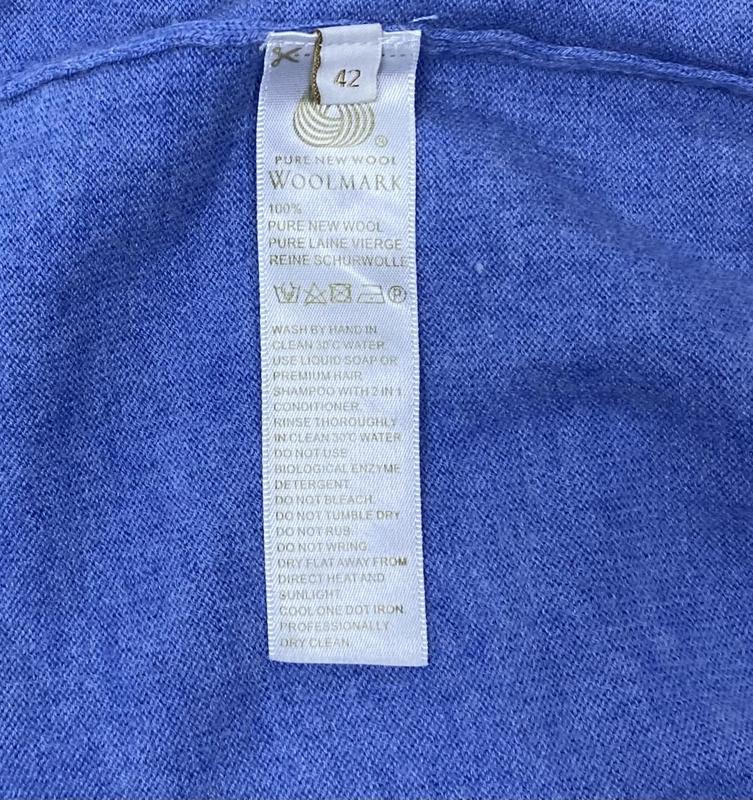 42
PURE NEW WOOL
WOOLMARK
100%
PURE NEW WOOL
PURE LAINE VIERGE
REINE SCHURWOLLE
P
WASH BY HAND IN
CLEAN 30°C WATER
USE LIQUID SOAP OR
PREMIUM HAIR
SHAMPOO WITH 2 IN 1
CONDITIONER.
RINSE THOROUGHLY
IN CLEAN 30°C WATER
DO NOT USE
BIOLOGICAL ENZYME
DETERGENT.
DO NOT BLEACH.
DO NOT TUMBLE DRY
DO NOT RUB.
DO NOT WRING.
DRY FLAT AWAY FROM
DIRECT HEAT AND
SUNLIGHT.
COOL ONE DOT IRON.
PROFESSIONALLY
DRY CLEAN.